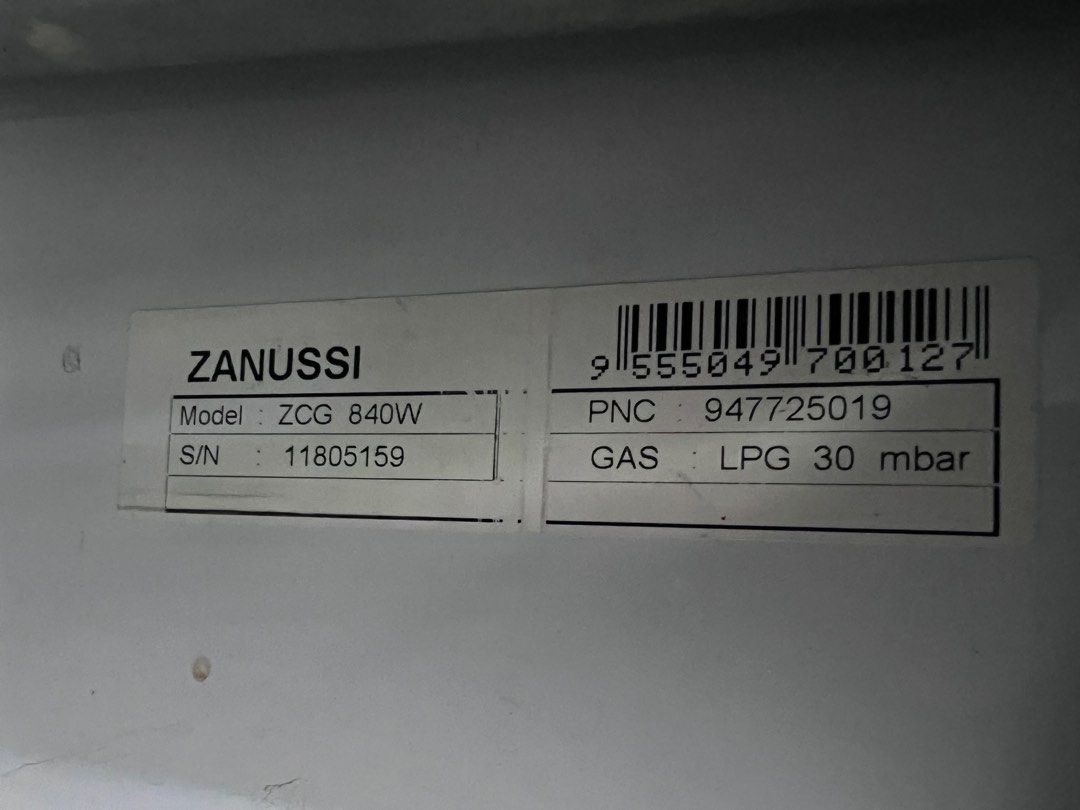 ZANUSSI
Model : ZCG 840W
S/N : 11805159
9 555049 700127
PNC : 947725019
GAS : LPG 30 mbar